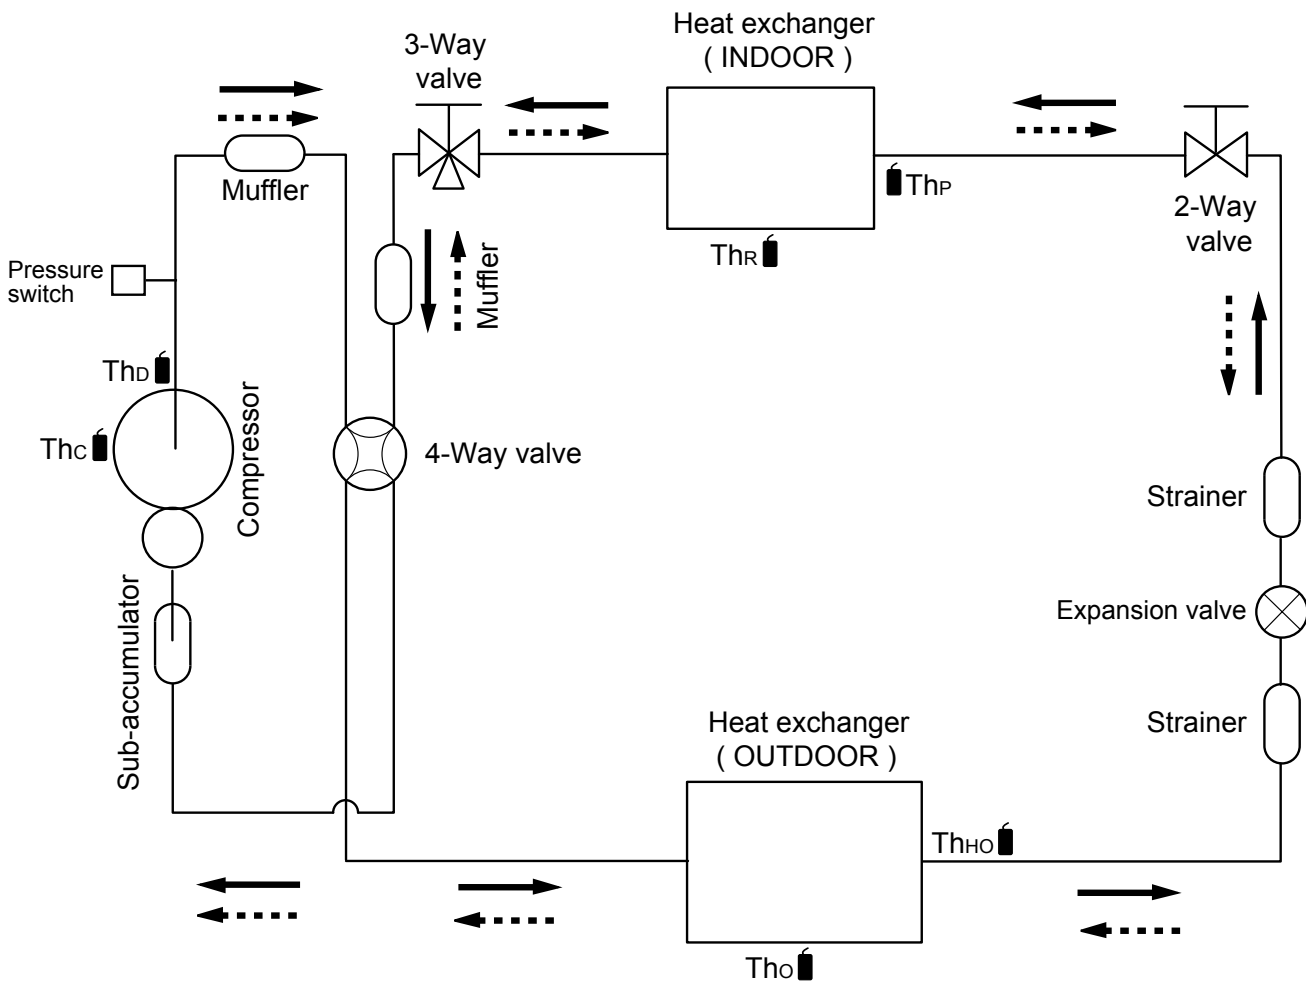 Heat exchanger
( INDOOR )
3-Way
valve
Muffler
ThP
2-Way
valve
ThR
Pressure
switch
Muffler
ThD
ThC
Compressor
4-Way valve
Strainer
Expansion valve
Sub-accumulator
Strainer
Heat exchanger
( OUTDOOR )
ThHO
ThO